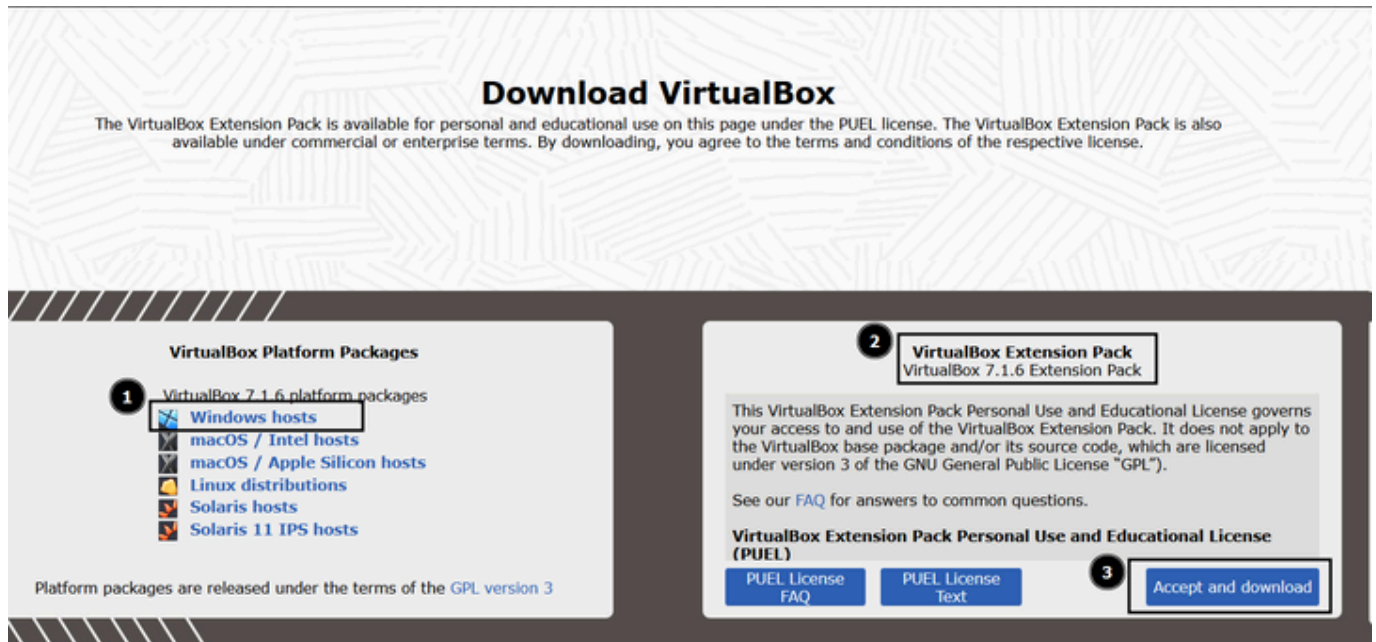 Download VirtualBox
The VirtualBox Extension Pack is available for personal and educational use on this page under the PUEL license. The VirtualBox Extension Pack is also
available under commercial or enterprise terms. By downloading, you agree to the terms and conditions of the respective license.
VirtualBox Platform Packages
1
VirtualBox 7.1.6 platform packages
Windows hosts
macOS / Intel hosts
macOS / Apple Silicon hosts
Linux distributions
Solaris hosts
Solaris 11 IPS hosts
Platform packages are released under the terms of the GPL version 3
2
VirtualBox Extension Pack
VirtualBox 7.1.6 Extension Pack
This VirtualBox Extension Pack Personal Use and Educational License governs
your access to and use of the VirtualBox Extension Pack. It does not apply to
the VirtualBox base package and/or its source code, which are licensed
under version 3 of the GNU General Public License "GPL").
See our FAQ for answers to common questions.
VirtualBox Extension Pack Personal Use and Educational License
(PUEL)
PUEL License
FAQ
PUEL License
Text
3
Accept and download